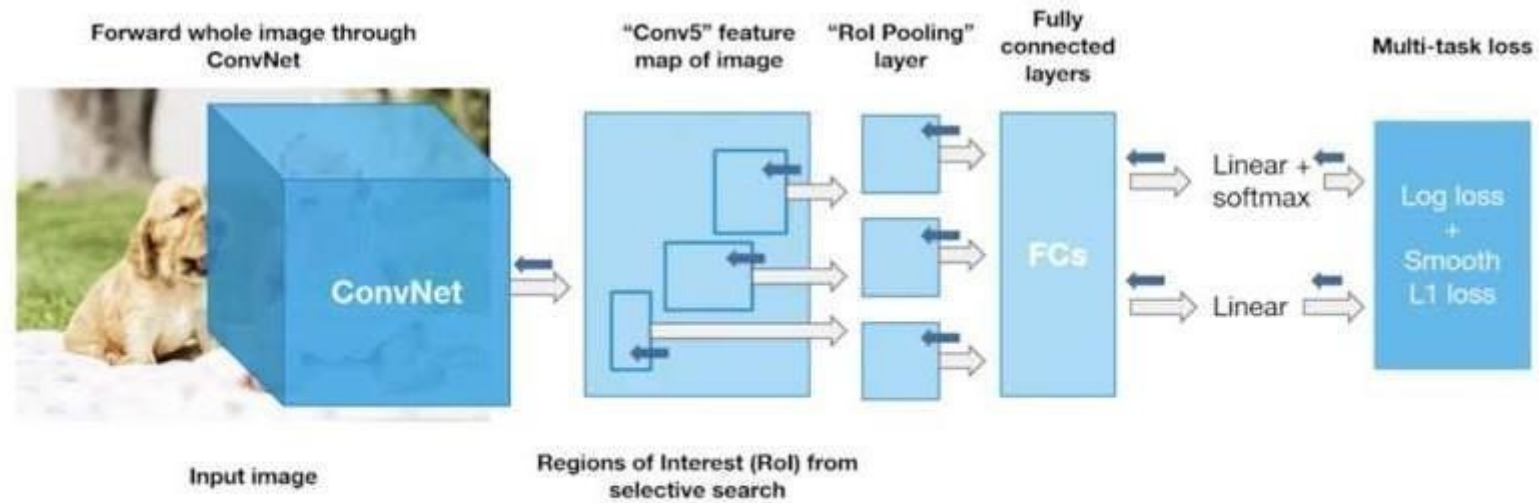 Forward whole image through
ConvNet
"Conv5" feature
map of image
"RoI Pooling"
layer
Fully
connected
layers
Multi-task loss
ConvNet
FCs
Linear +
softmax
Linear
Log loss
+
Smooth
L1 loss
Input image
Regions of Interest (RoI) from
selective search